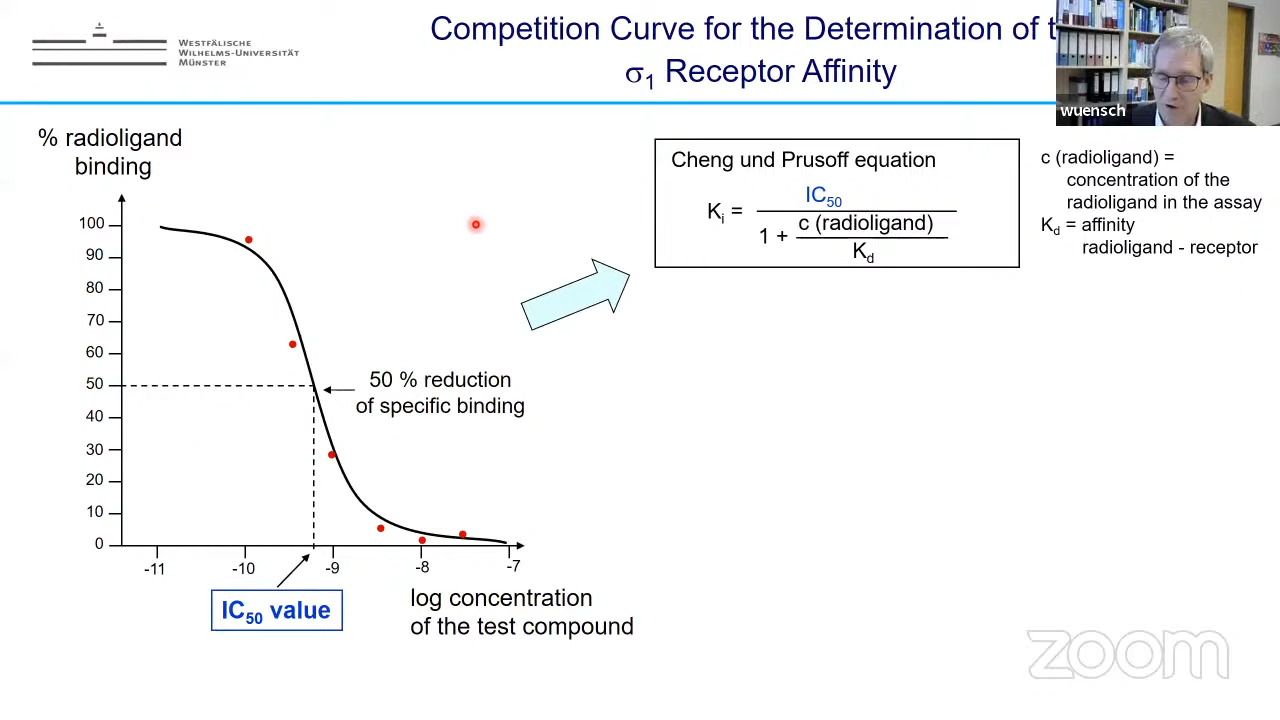 WESTFÄLISCHE
WILHELMS-UNIVERSITÄT
MÜNSTER
Competition Curve for the Determination of t
σ1 Receptor Affinity
wuensch
% radioligand
binding
100
90
80
70
60
50
40
30
20
10
0
-11 -10 -9 -8 -7
50 % reduction
of specific binding
IC50 value
log concentration
of the test compound
Cheng und Prusoff equation
Ki =
IC50
1 +
c (radioligand)
Kd
c (radioligand) =
concentration of the
radioligand in the assay
Kd = affinity
radioligand - receptor
zoom